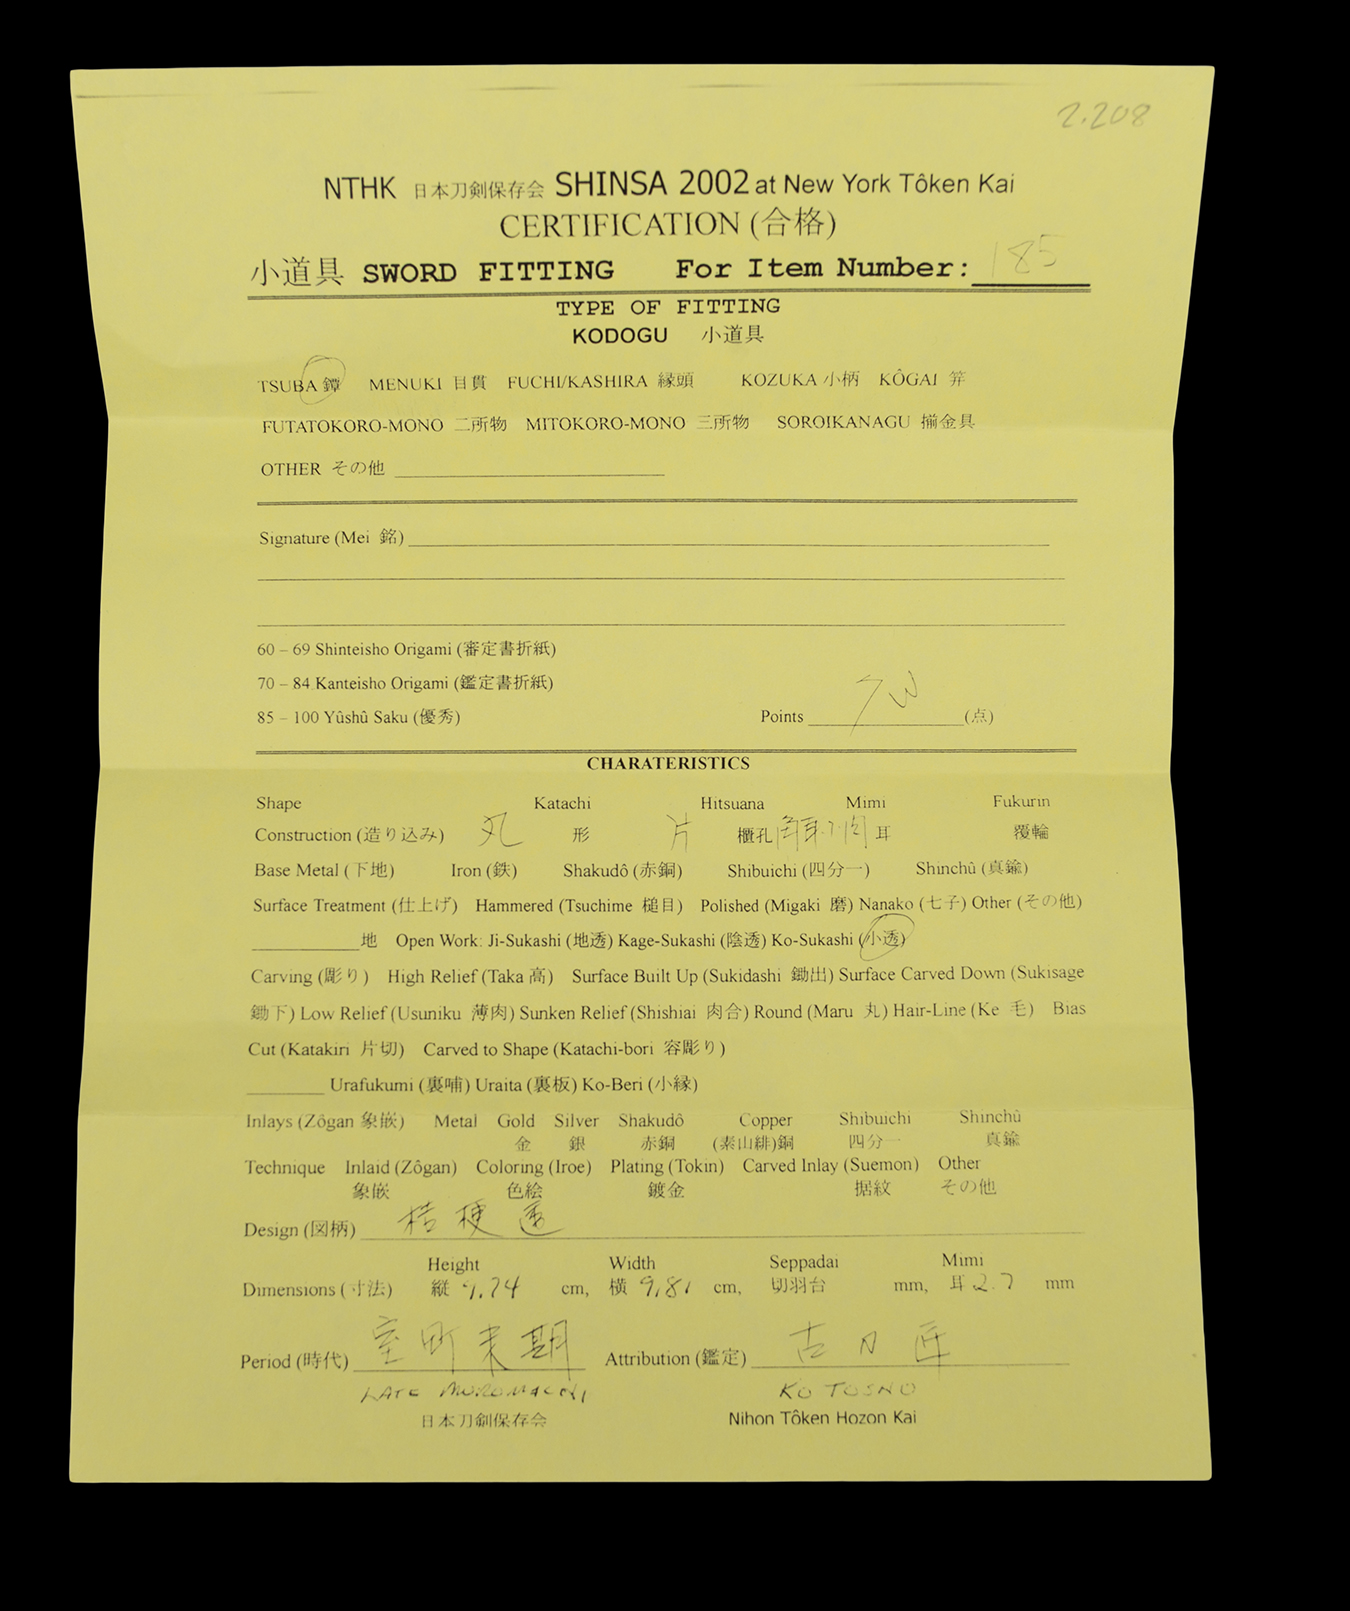 2.208
NTHK 日本刀剣保存会 SHINSA 2002 at New York Tôken Kai
CERTIFICATION (合格)
小道具 SWORD FITTING For Item Number: 185
TYPE OF FITTING
KODOGU 小道具
TSUBA 鐔 MENUKI 目貫 FUCHI/KASHIRA 縁頭 KOZUKA 小柄 KÔGAI 笄
FUTATOKORO-MONO 二所物 MITOKORO-MONO 三所物 SOROIKANAGU 揃金具
OTHER その他
Signature (Mei 銘)
60 – 69 Shinteisho Origami (審定書折紙)
70 – 84 Kanteisho Origami (鑑定書折紙)
85 – 100 Yûshû Saku (優秀) Points (点)
CHARATERISTICS
Shape Katachi Hitsuana Mimi Fukurin
Construction (造り込み) 丸 形 片 櫃孔 耳 覆輪
Base Metal (下地) Iron (鉄) Shakudô (赤銅) Shibuichi (四分一) Shinchû (真鍮)
Surface Treatment (仕上げ) Hammered (Tsuchime 槌目) Polished (Migaki 磨) Nanako (七子) Other (その他)
地 Open Work: Ji-Sukashi (地透) Kage-Sukashi (陰透) Ko-Sukashi (小透)
Carving (彫り) High Relief (Taka 高) Surface Built Up (Sukidashi 鋤出) Surface Carved Down (Sukisage
鋤下) Low Relief (Usuniku 薄肉) Sunken Relief (Shishiai 肉合) Round (Maru 丸) Hair-Line (Ke 毛) Bias
Cut (Katakiri 片切) Carved to Shape (Katachi-bori 容彫り)
Urafukumi (裏哺) Uraita (裏板) Ko-Beri (小縁)
Inlays (Zôgan 象嵌) Metal Gold Silver Shakudô Copper Shibuichi Shinchû
金 銀 赤銅 (素山緋)銅 四分一 真鍮
Technique Inlaid (Zôgan) Coloring (Iroe) Plating (Tokin) Carved Inlay (Suemon) Other
象嵌 色絵 鍍金 据紋 その他
Design (図柄) 桔梗透
Height Width Seppadai Mimi
Dimensions (寸法) 縦 9.74 cm, 横 9.81 cm, 切羽台 mm, 耳 2.7 mm
Period (時代) 室町末期 Attribution (鑑定) 古刀匠
LATE MUROMACHI KO TOSHO
日本刀剣保存会 Nihon Tôken Hozon Kai